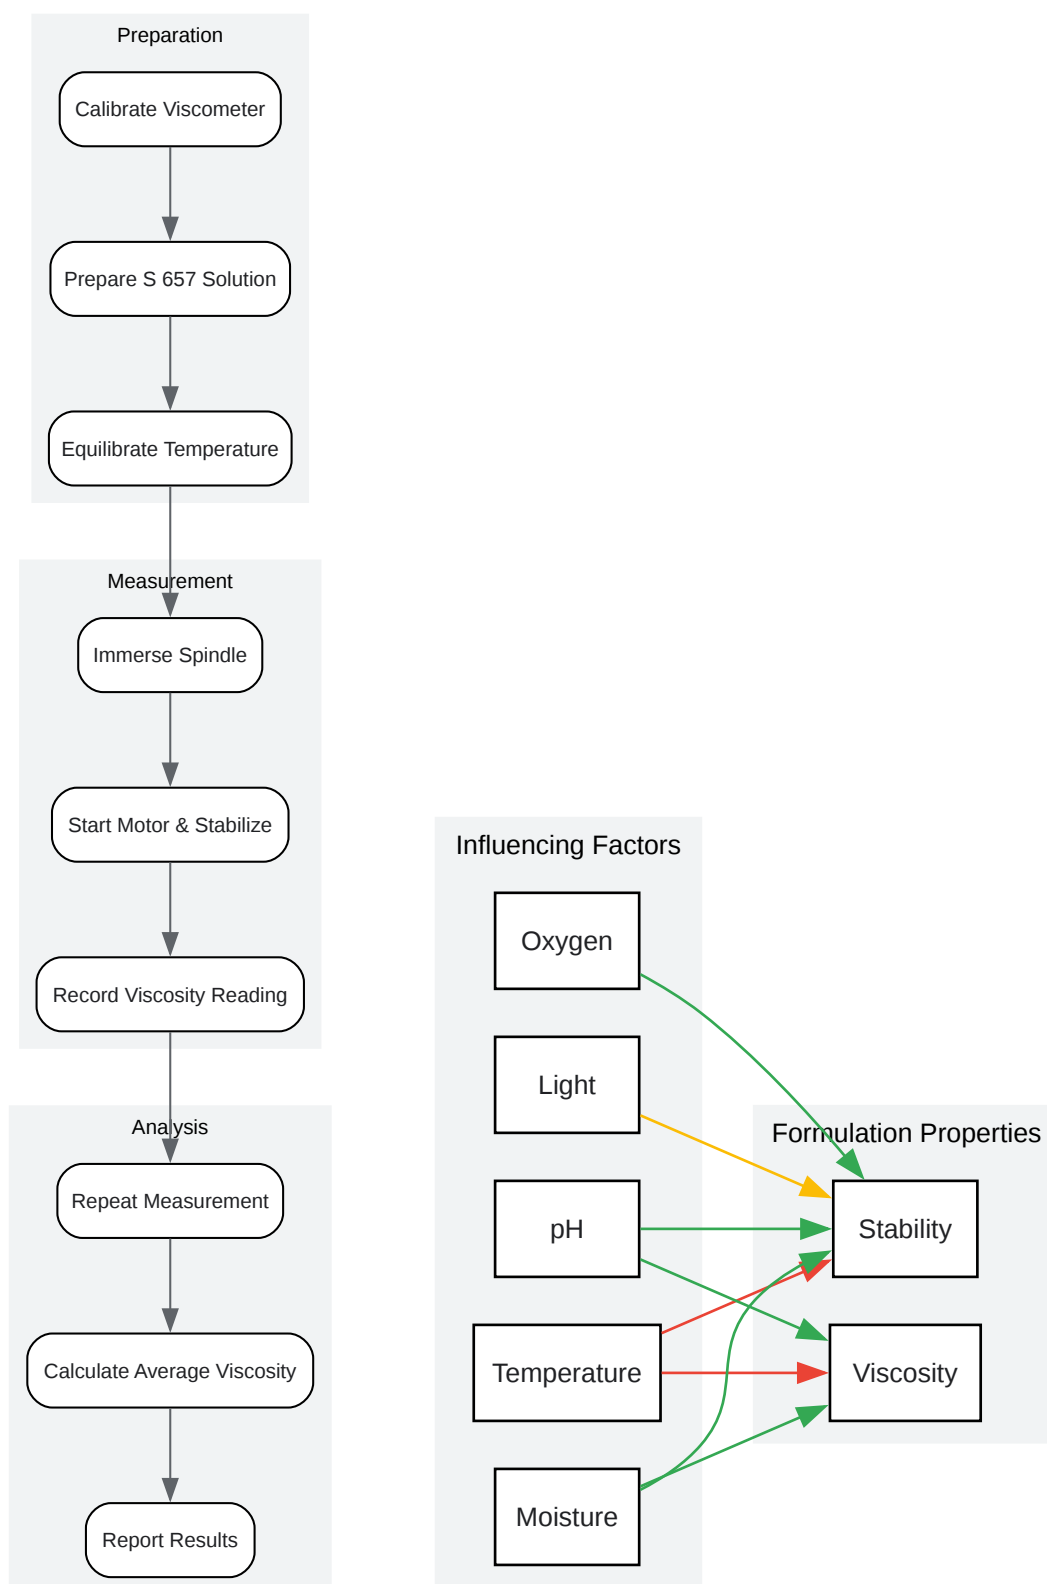 Preparation
Calibrate Viscometer
Prepare S 657 Solution
Equilibrate Temperature
Measurement
Immerse Spindle
Start Motor & Stabilize
Record Viscosity Reading
Analysis
Repeat Measurement
Calculate Average Viscosity
Report Results
Influencing Factors
Oxygen
Light
pH
Temperature
Moisture
Formulation Properties
Stability
Viscosity